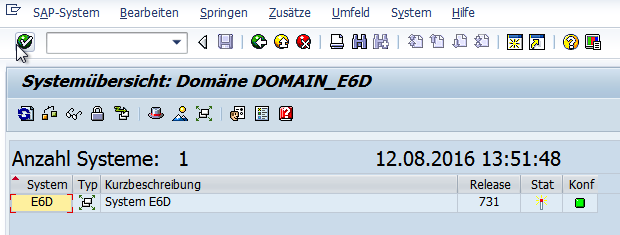 SAP-System Bearbeiten Springen Zusätze Umfeld System Hilfe
Systemübersicht: Domäne DOMAIN_E6D
Anzahl Systeme: 1 12.08.2016 13:51:48
System Typ Kurzbeschreibung Release Stat Konf
E6D System E6D 731